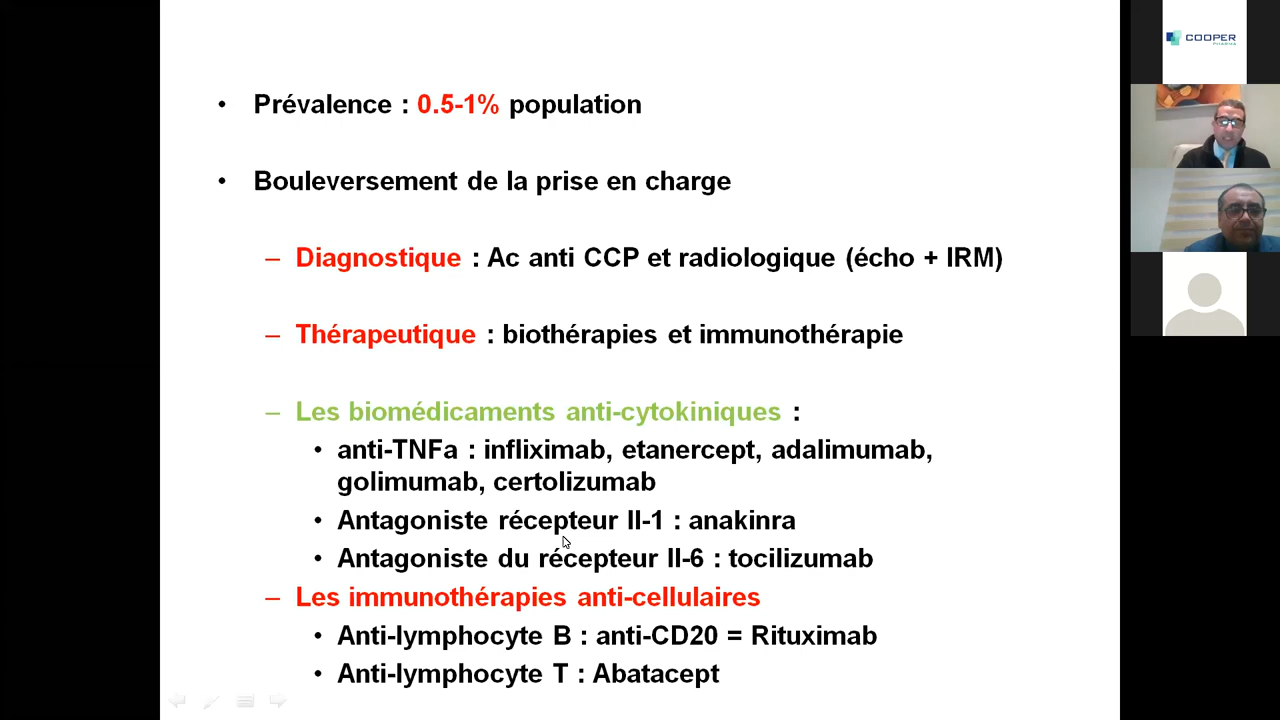 • Prévalence : 0.5-1% population
• Bouleversement de la prise en charge
– Diagnostique : Ac anti CCP et radiologique (écho + IRM)
– Thérapeutique : biothérapies et immunothérapie
– Les biomédicaments anti-cytokiniques :
• anti-TNFa : infliximab, etanercept, adalimumab,
golimumab, certolizumab
• Antagoniste récepteur Il-1 : anakinra
• Antagoniste du récepteur Il-6 : tocilizumab
– Les immunothérapies anti-cellulaires
• Anti-lymphocyte B : anti-CD20 = Rituximab
• Anti-lymphocyte T : Abatacept
COOPER
PHARMA